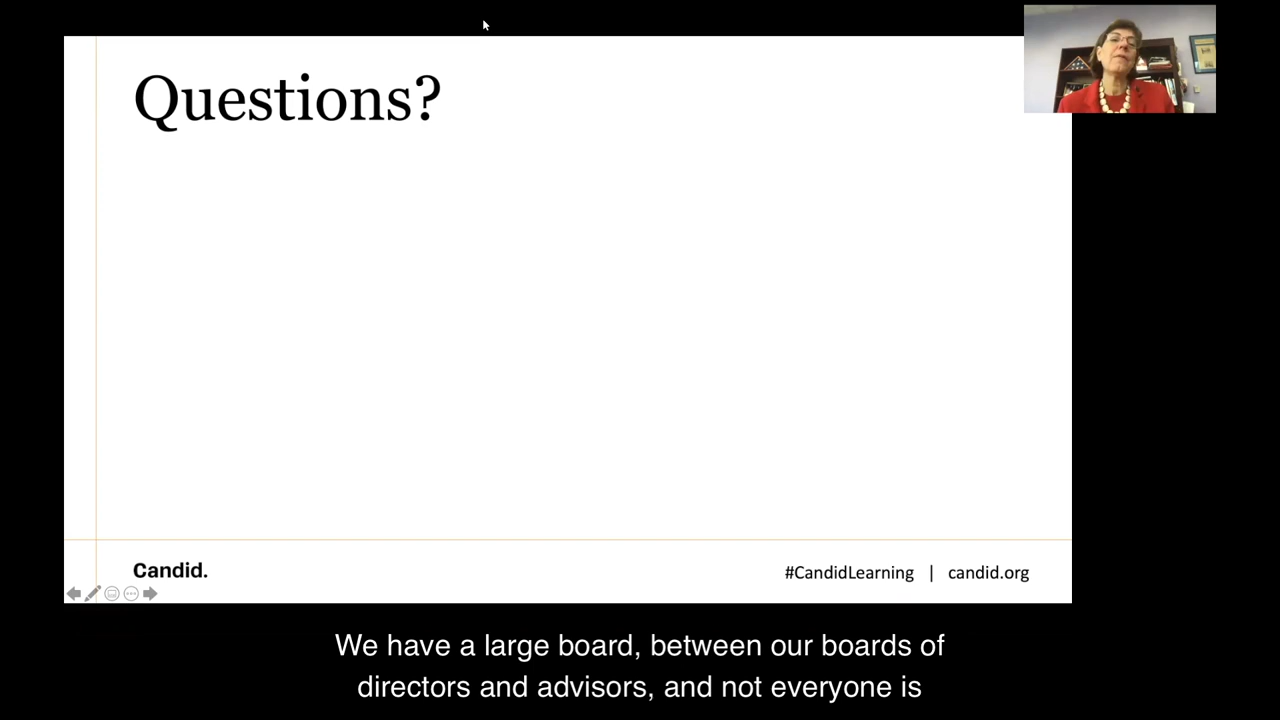 Questions?
Candid.
#CandidLearning | candid.org
We have a large board, between our boards of
directors and advisors, and not everyone is